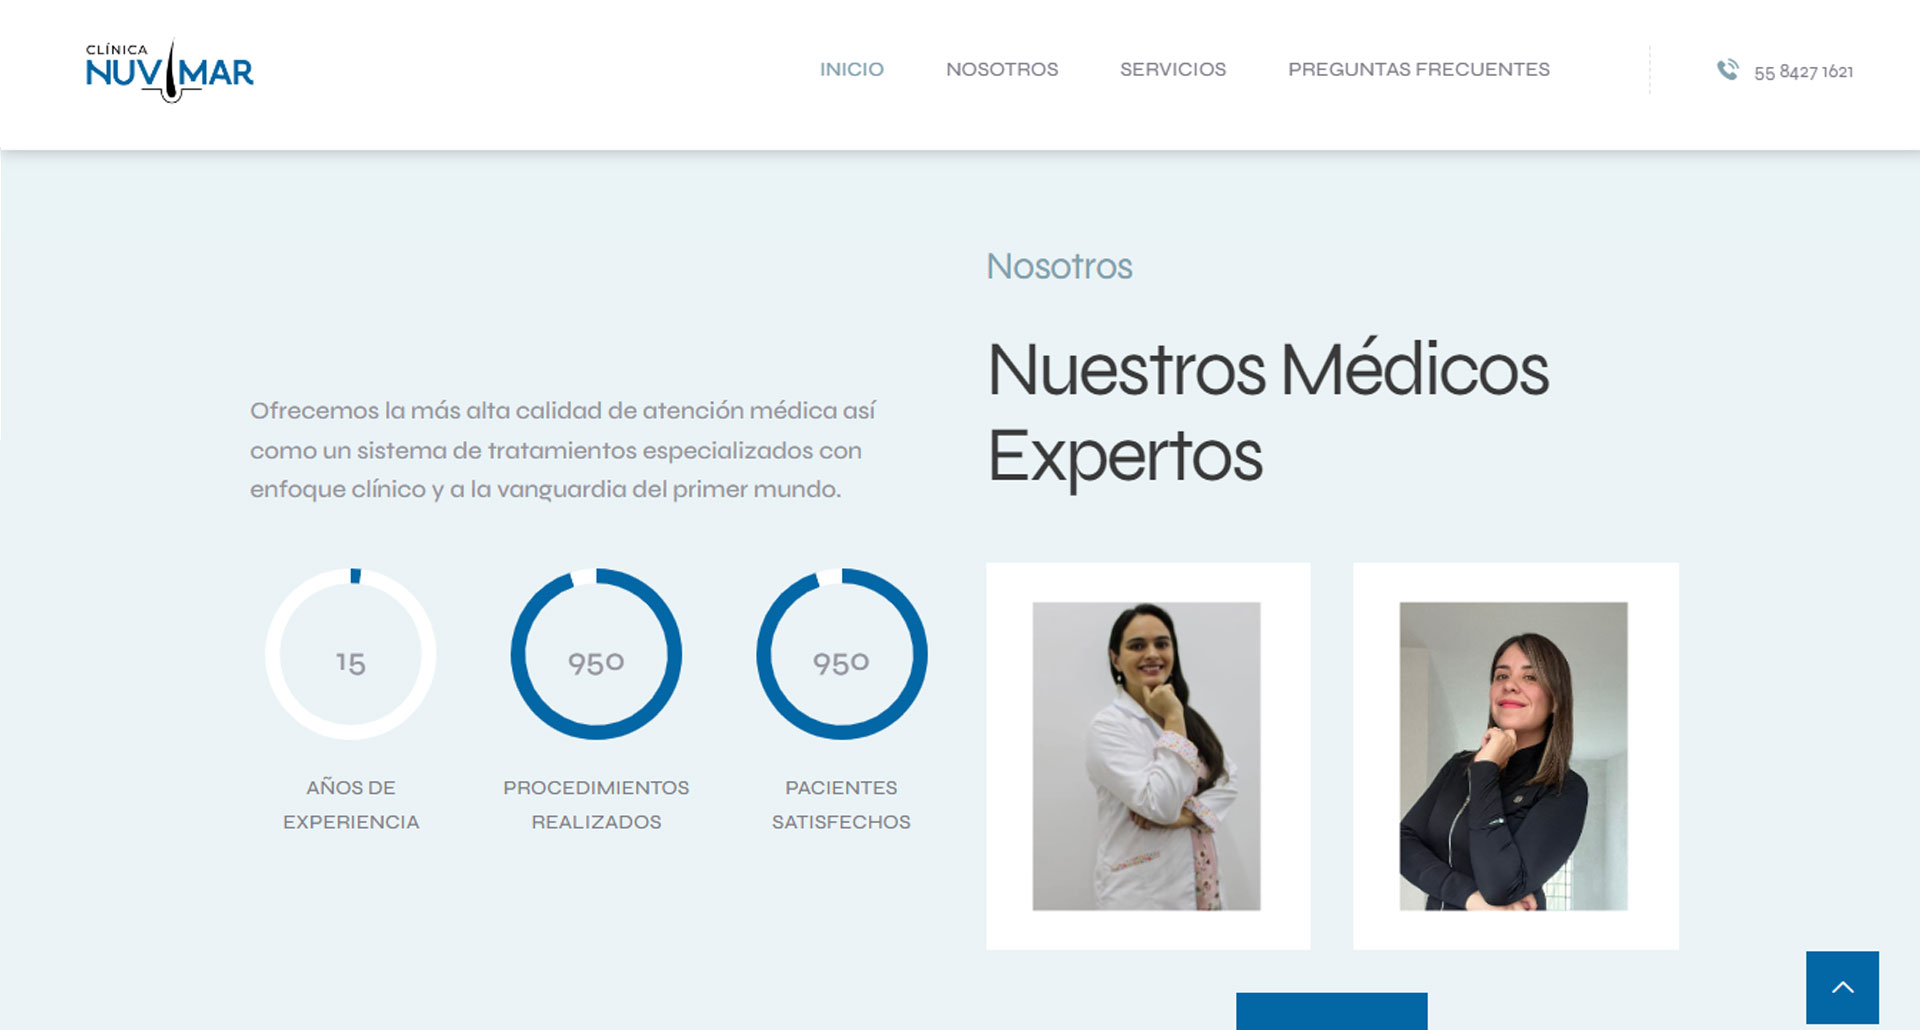 CLÍNICA
NUVMAR
INICIO
NOSOTROS
SERVICIOS
PREGUNTAS FRECUENTES
55 8427 1621
Ofrecemos la más alta calidad de atención médica así
como un sistema de tratamientos especializados con
enfoque clínico y a la vanguardia del primer mundo.
15
AÑOS DE
EXPERIENCIA
950
PROCEDIMIENTOS
REALIZADOS
950
PACIENTES
SATISFECHOS
Nosotros
Nuestros Médicos
Expertos